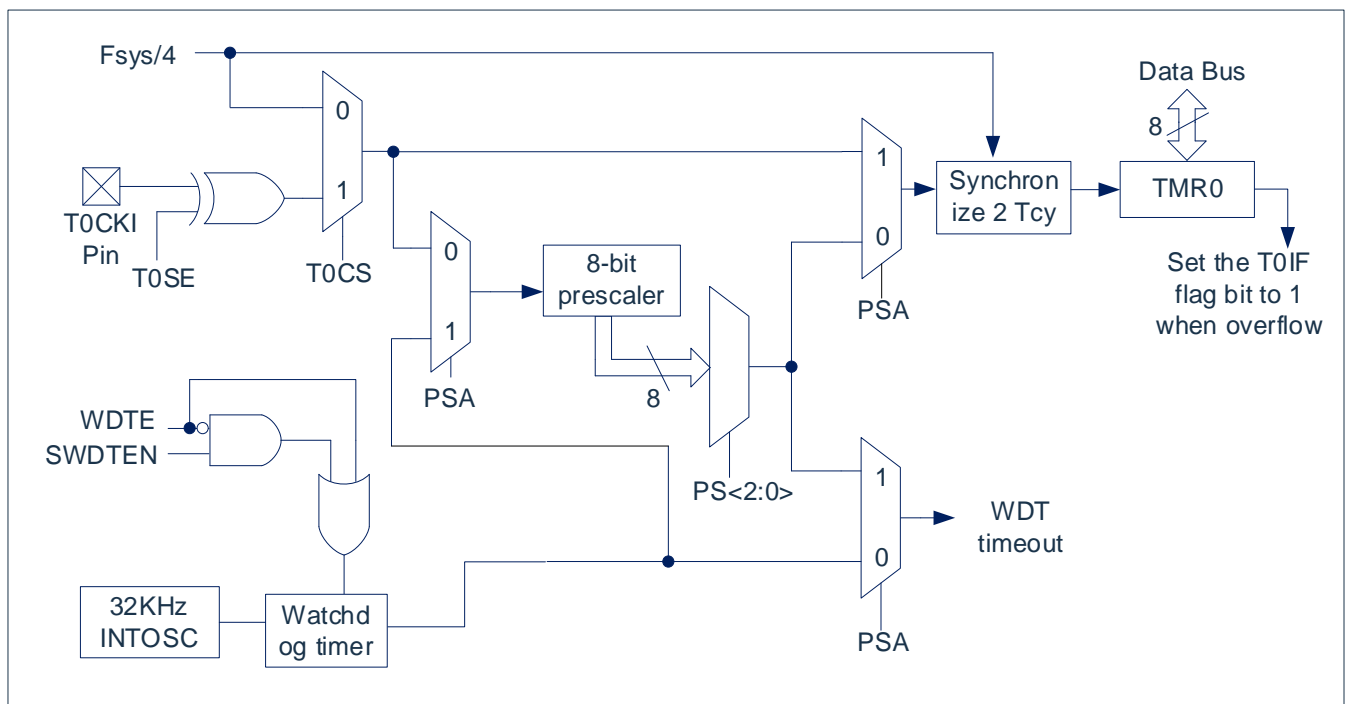 Fsys/4
Data Bus
8
0
1
T0CKI
Pin
T0SE
T0CS
1
0
PSA
Synchron
ize 2 Tcy
TMR0
Set the T0IF
flag bit to 1
when overflow
0
1
PSA
8-bit
prescaler
8
PS<2:0>
WDTE
SWDTEN
1
0
PSA
WDT
timeout
32KHz
INTOSC
Watchd
og timer